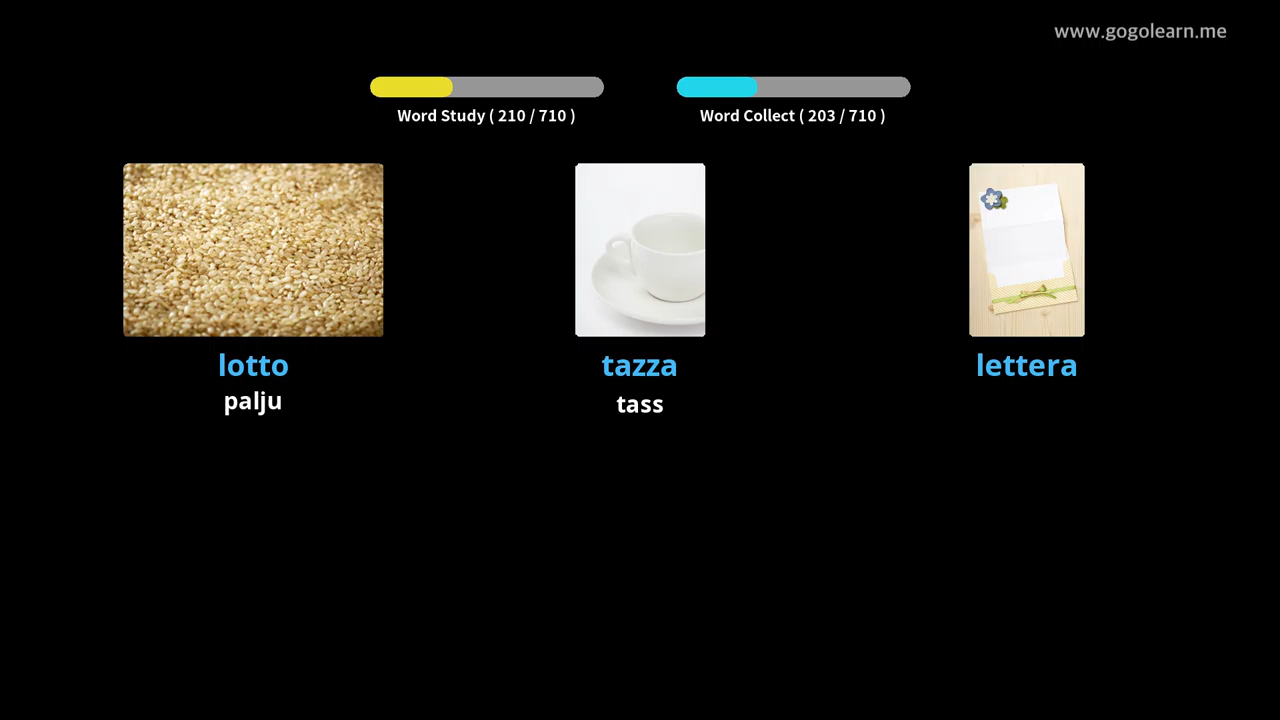 www.gogolearn.me
Word Study ( 210 / 710 )
Word Collect ( 203 / 710 )
lotto
tazza
lettera
palju
tass